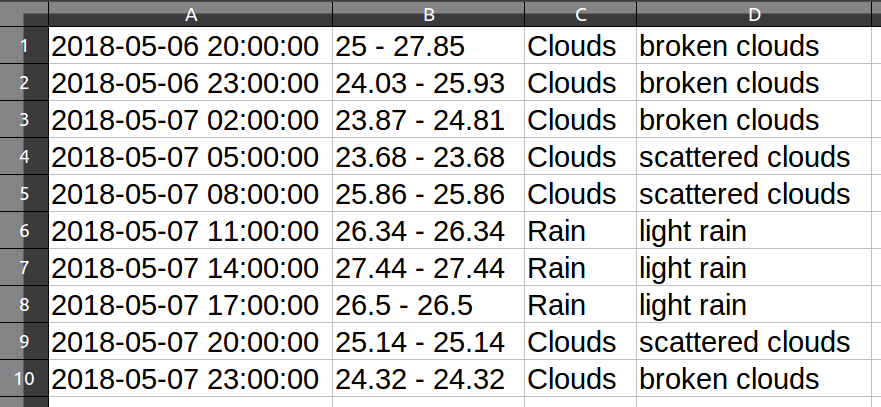 A B C D
1 2018-05-06 20:00:00 25 - 27.85 Clouds broken clouds
2 2018-05-06 23:00:00 24.03 - 25.93 Clouds broken clouds
3 2018-05-07 02:00:00 23.87 - 24.81 Clouds broken clouds
4 2018-05-07 05:00:00 23.68 - 23.68 Clouds scattered clouds
5 2018-05-07 08:00:00 25.86 - 25.86 Clouds scattered clouds
6 2018-05-07 11:00:00 26.34 - 26.34 Rain light rain
7 2018-05-07 14:00:00 27.44 - 27.44 Rain light rain
8 2018-05-07 17:00:00 26.5 - 26.5 Rain light rain
9 2018-05-07 20:00:00 25.14 - 25.14 Clouds scattered clouds
10 2018-05-07 23:00:00 24.32 - 24.32 Clouds broken clouds